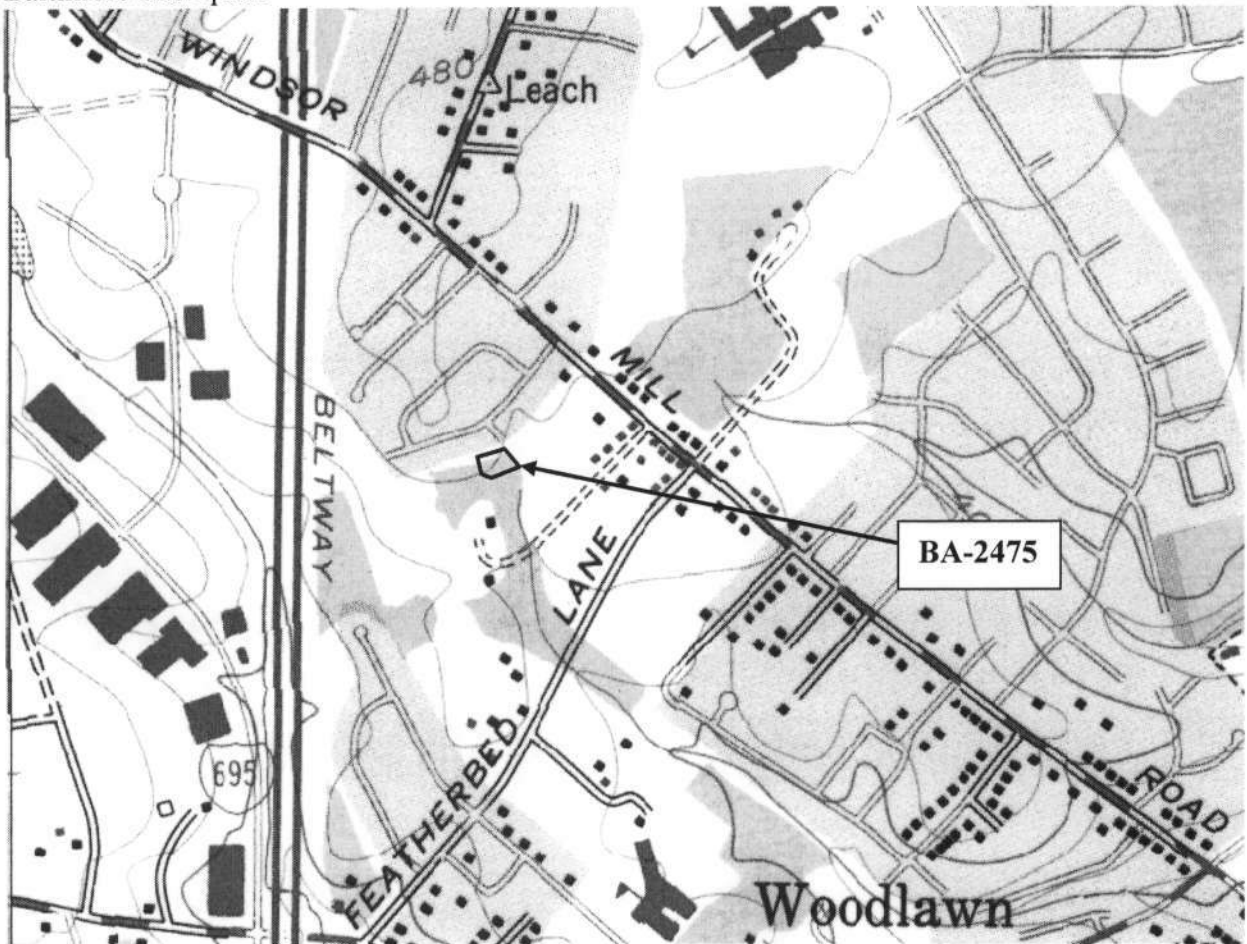 WINDSOR
480
Leach
MILL
BELTWAY
LANE
BA-2475
695
FEATHERBED
ROAD
Woodlawn